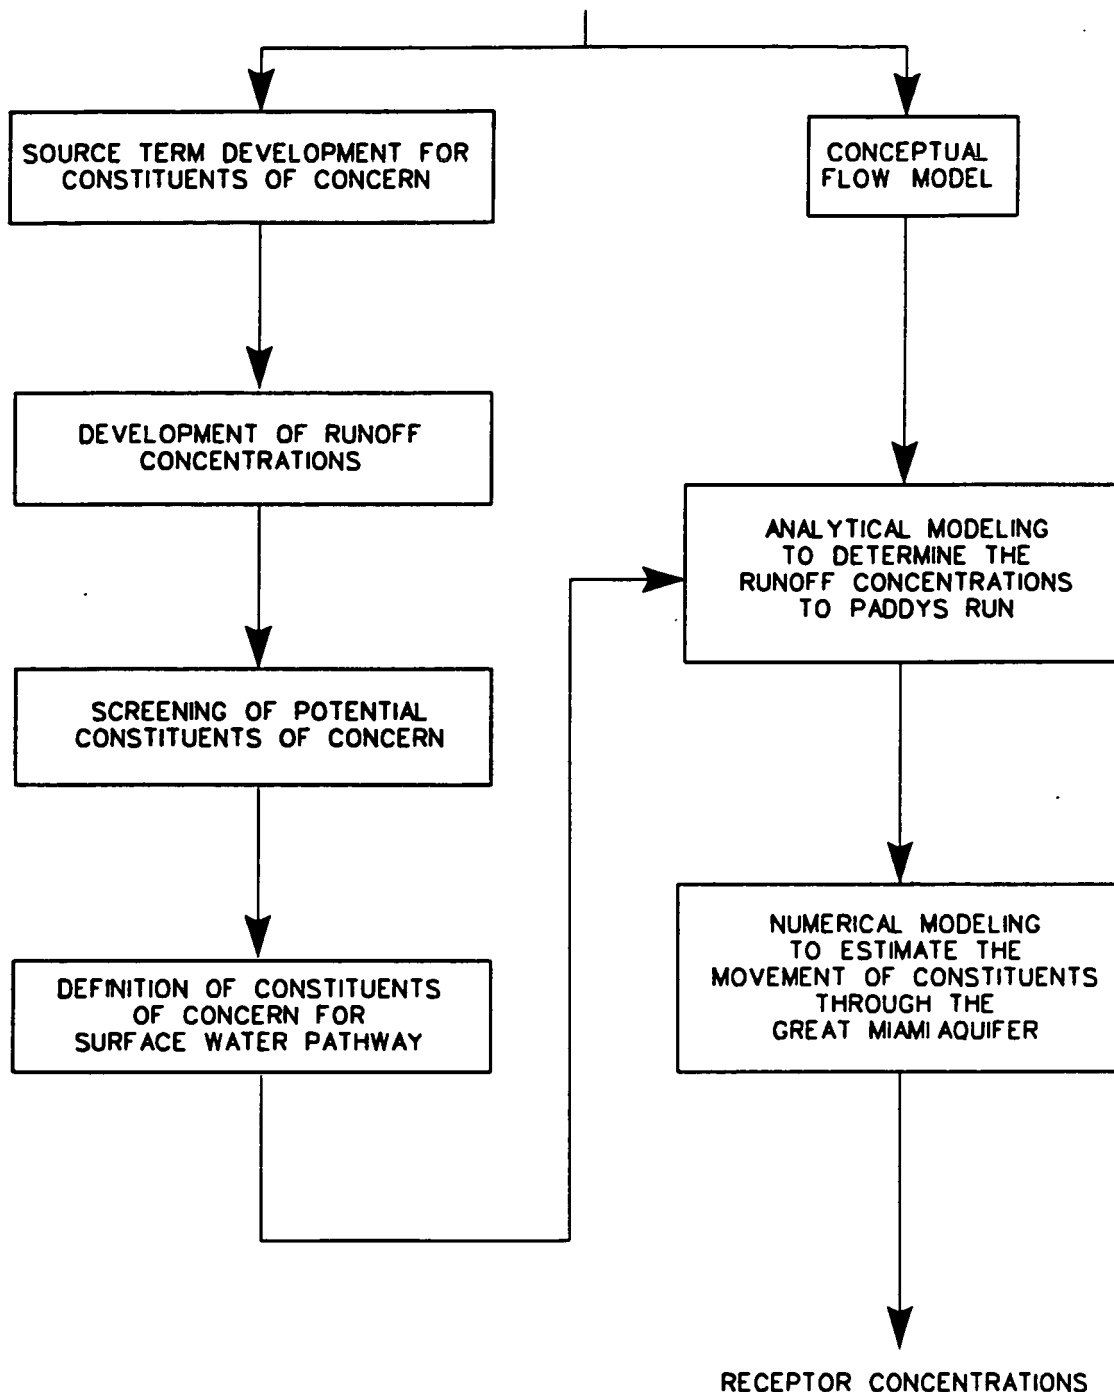 SOURCE TERM DEVELOPMENT FOR
CONSTITUENTS OF CONCERN
CONCEPTUAL
FLOW MODEL
DEVELOPMENT OF RUNOFF
CONCENTRATIONS
ANALYTICAL MODELING
TO DETERMINE THE
RUNOFF CONCENTRATIONS
TO PADDYS RUN
SCREENING OF POTENTIAL
CONSTITUENTS OF CONCERN
NUMERICAL MODELING
TO ESTIMATE THE
MOVEMENT OF CONSTITUENTS
THROUGH THE
GREAT MIAMI AQUIFER
DEFINITION OF CONSTITUENTS
OF CONCERN FOR
SURFACE WATER PATHWAY
RECEPTOR CONCENTRATIONS